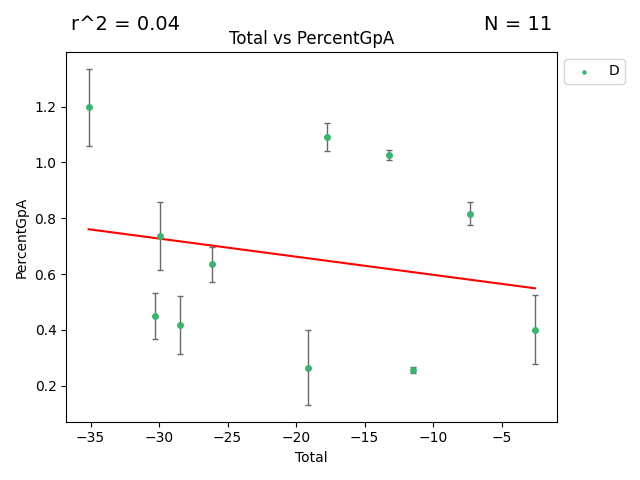 r^2 = 0.04
N = 11
Total vs PercentGpA
D
PercentGpA
1.2
1.0
0.8
0.6
0.4
0.2
−35
−30
−25
−20
−15
−10
−5
Total